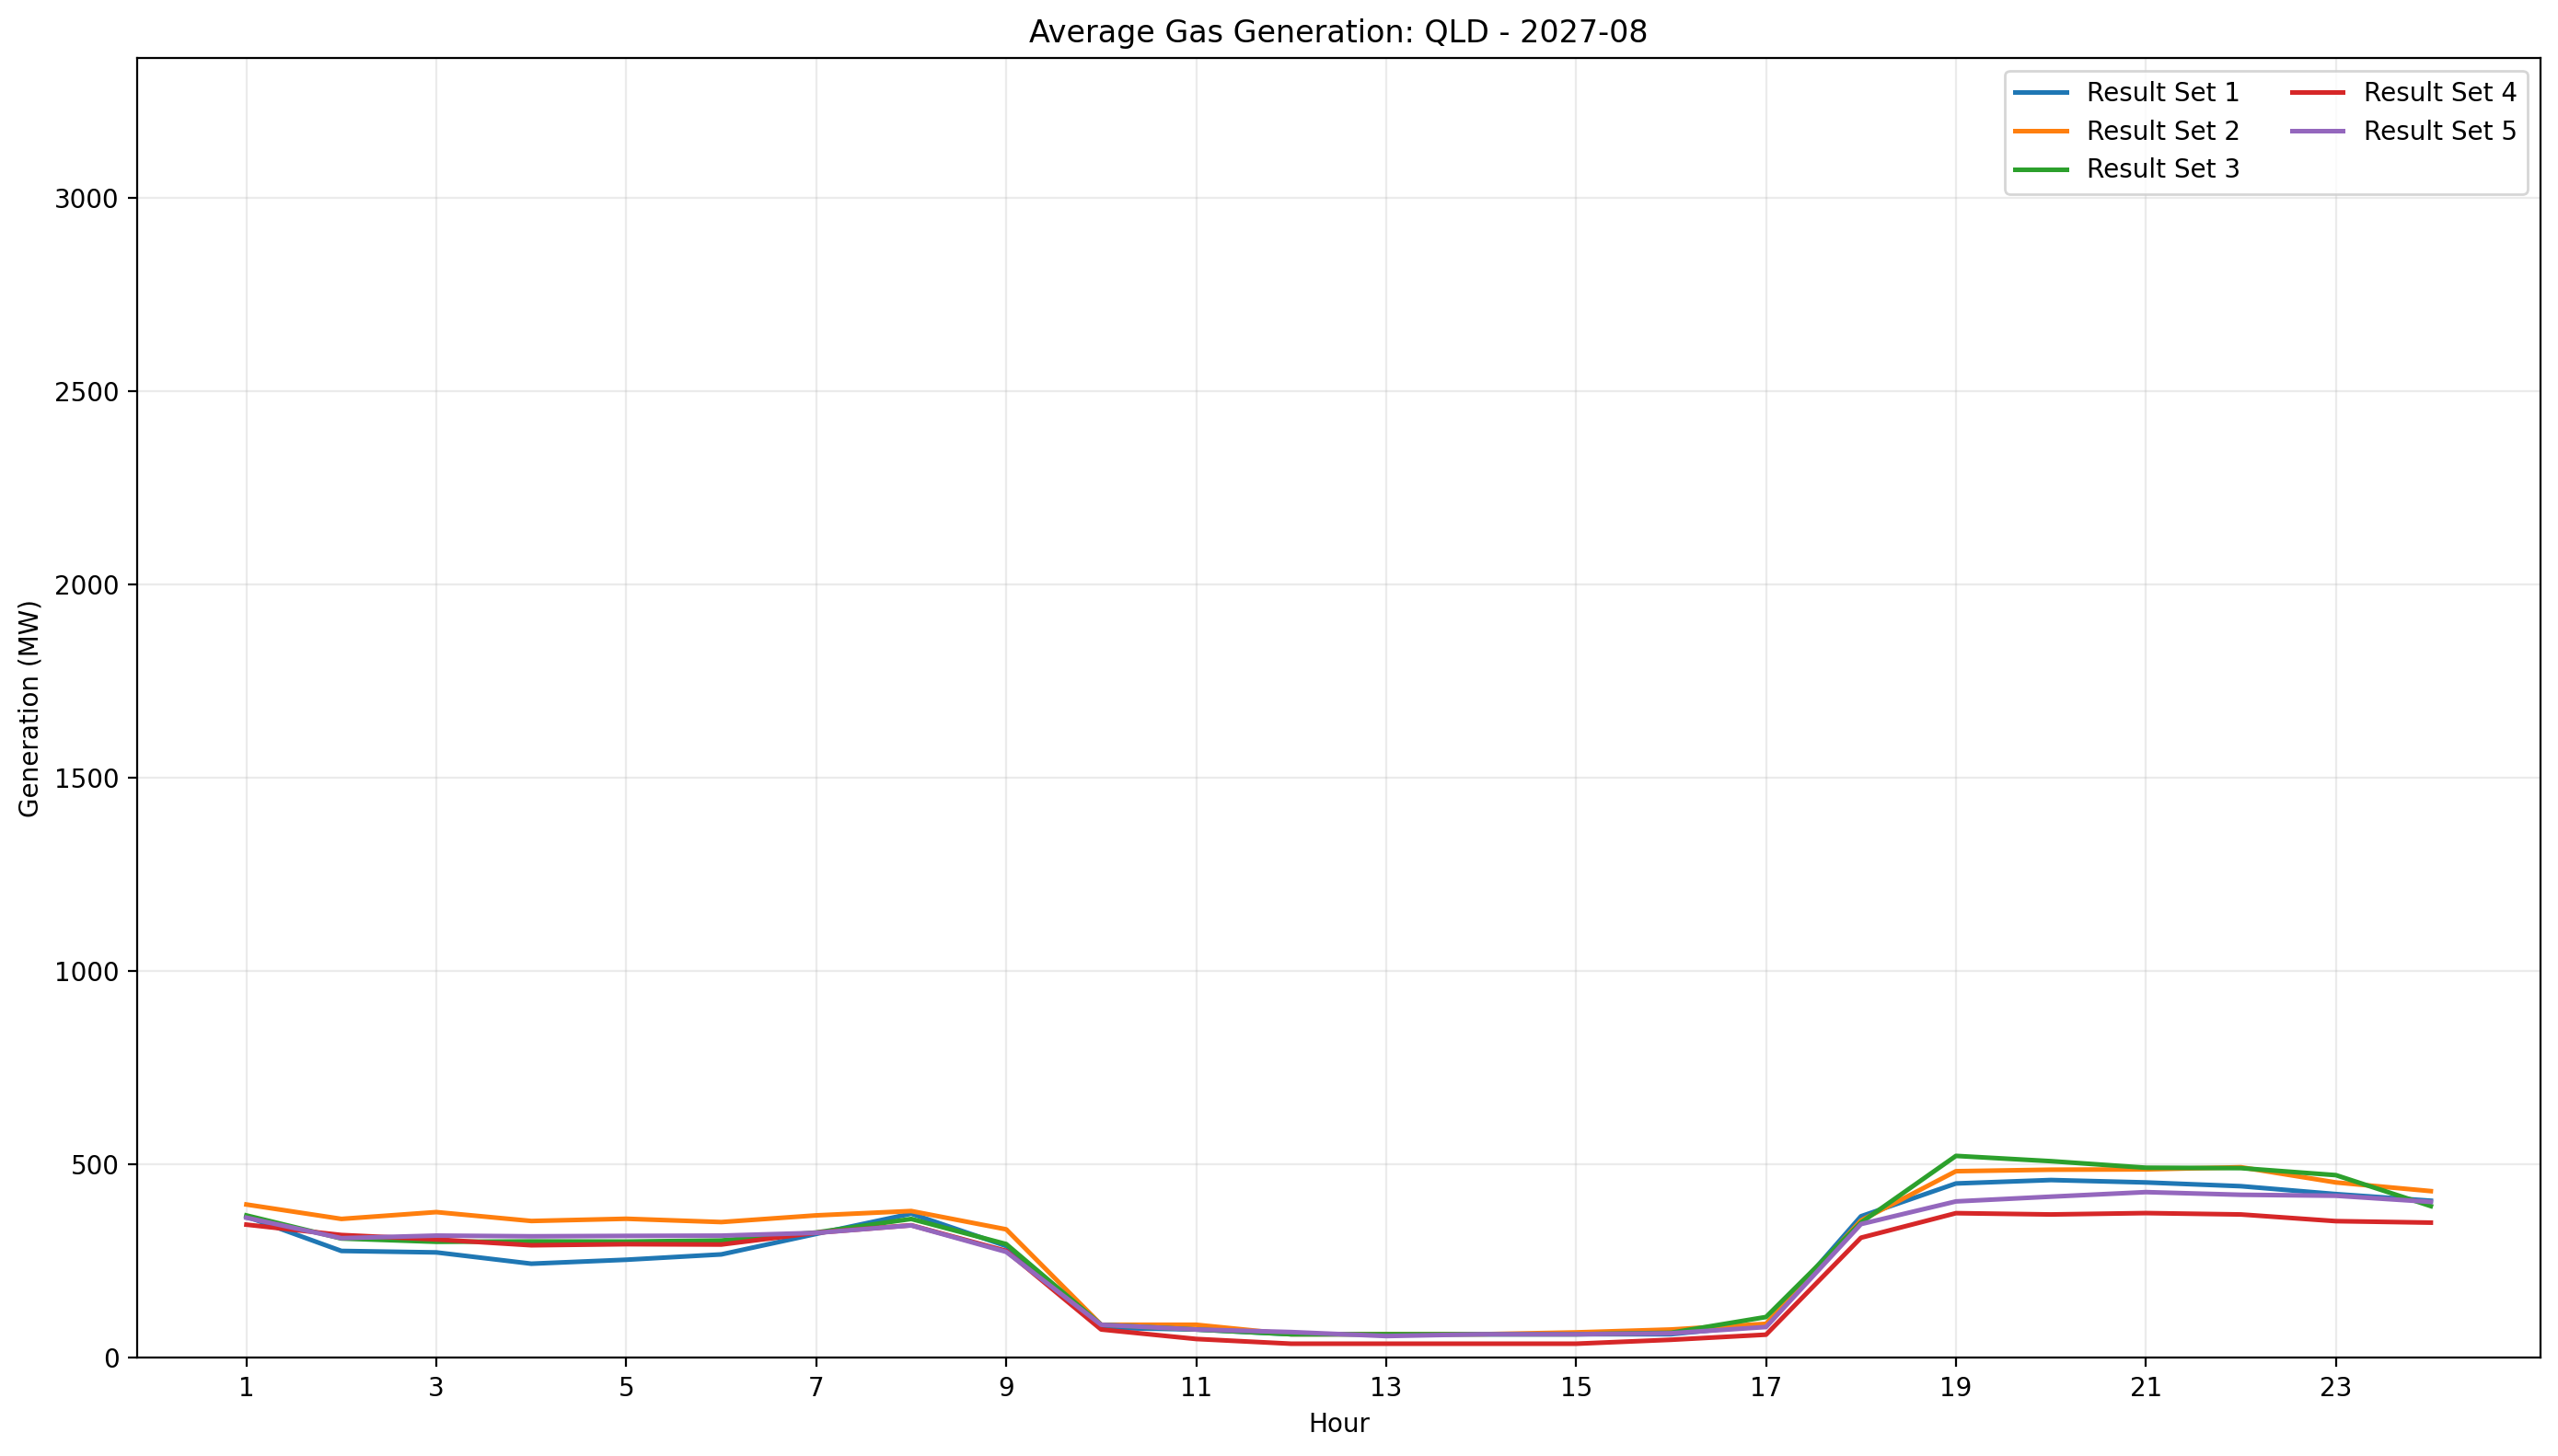 Average Gas Generation: QLD - 2027-08
Result Set 1
Result Set 2
Result Set 3
Result Set 4
Result Set 5
Generation (MW)
3000
2500
2000
1500
1000
500
0
1 3 5 7 9 11 13 15 17 19 21 23
Hour